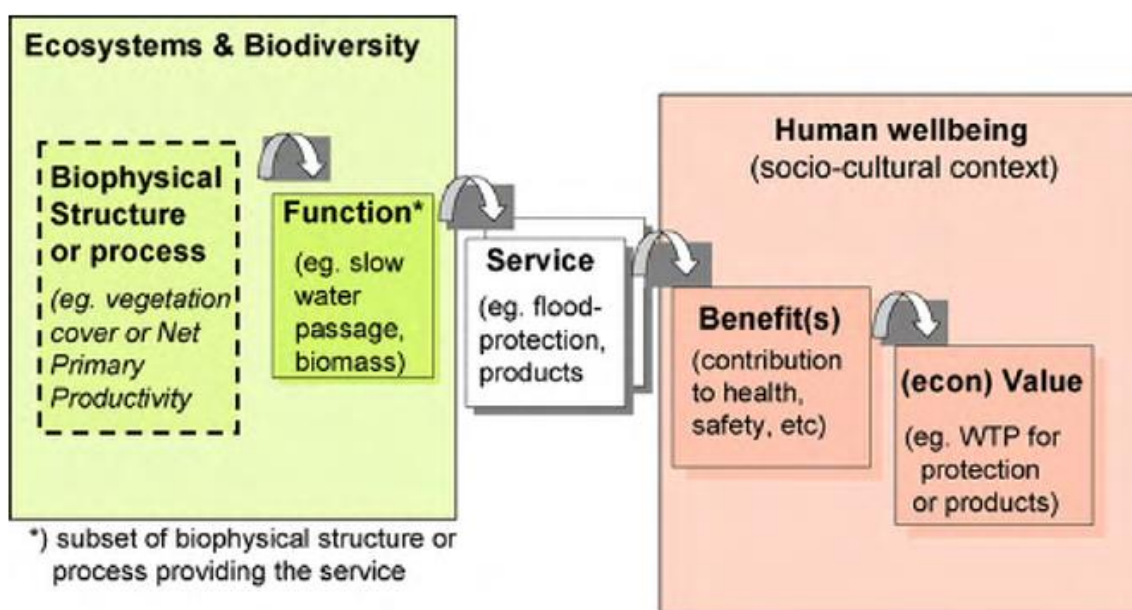 Ecosystems & Biodiversity
Biophysical
Structure
or process
(eg. vegetation
cover or Net
Primary
Productivity
Function*
(eg. slow
water
passage,
biomass)
Service
(eg. flood-
protection,
products
Human wellbeing
(socio-cultural context)
Benefit(s)
(contribution
to health,
safety, etc)
(econ) Value
(eg. WTP for
protection
or products)
*) subset of biophysical structure or
process providing the service